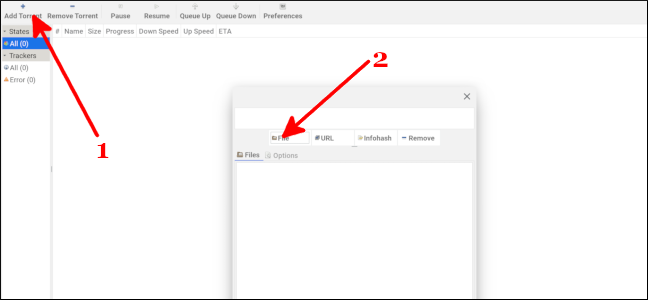 Add Torrent Remove Torrent Pause Resume Queue Up Queue Down Preferences
States
# Name Size Progress Down Speed Up Speed ETA
All (0)
Trackers
All (0)
Error (0)
1
2
File URL Infohash Remove
Files Options